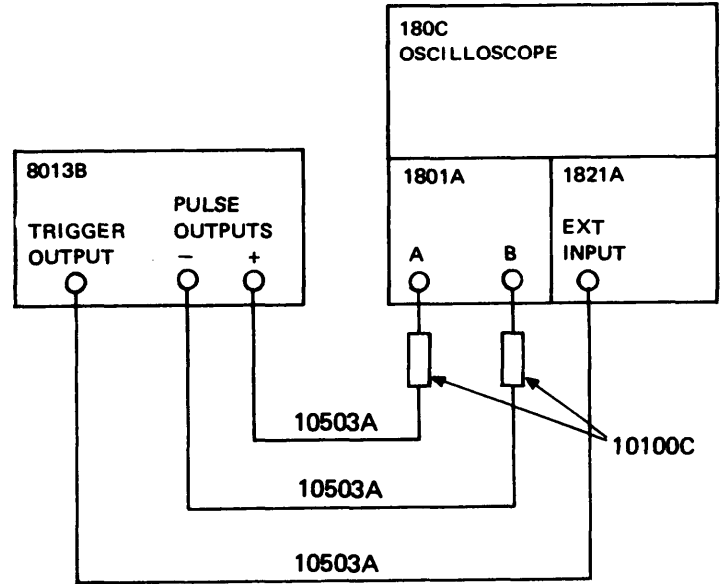 180C
OSCILLOSCOPE
8013B
PULSE
OUTPUTS
TRIGGER
OUTPUT
−
+
1801A
A
B
1821A
EXT
INPUT
10503A
10100C
10503A
10503A